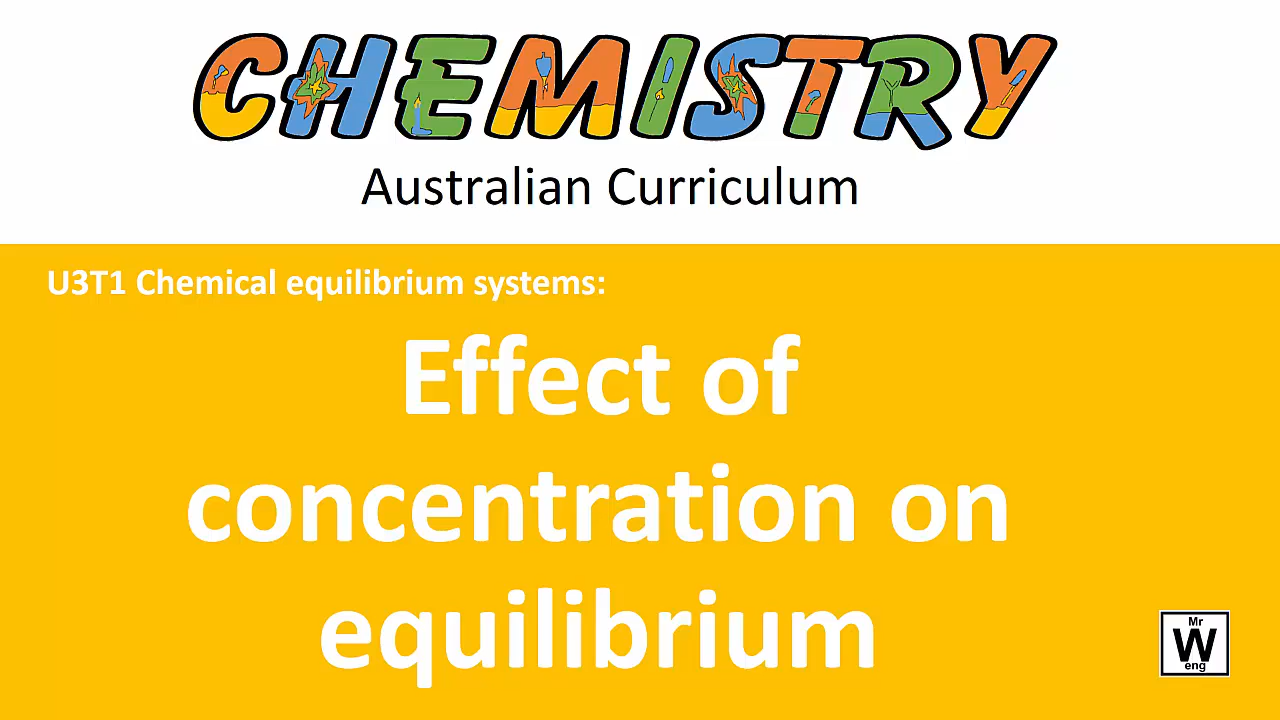 CHEMISTRY
Australian Curriculum
U3T1 Chemical equilibrium systems:
Effect of
concentration on
equilibrium
Mr
W
eng